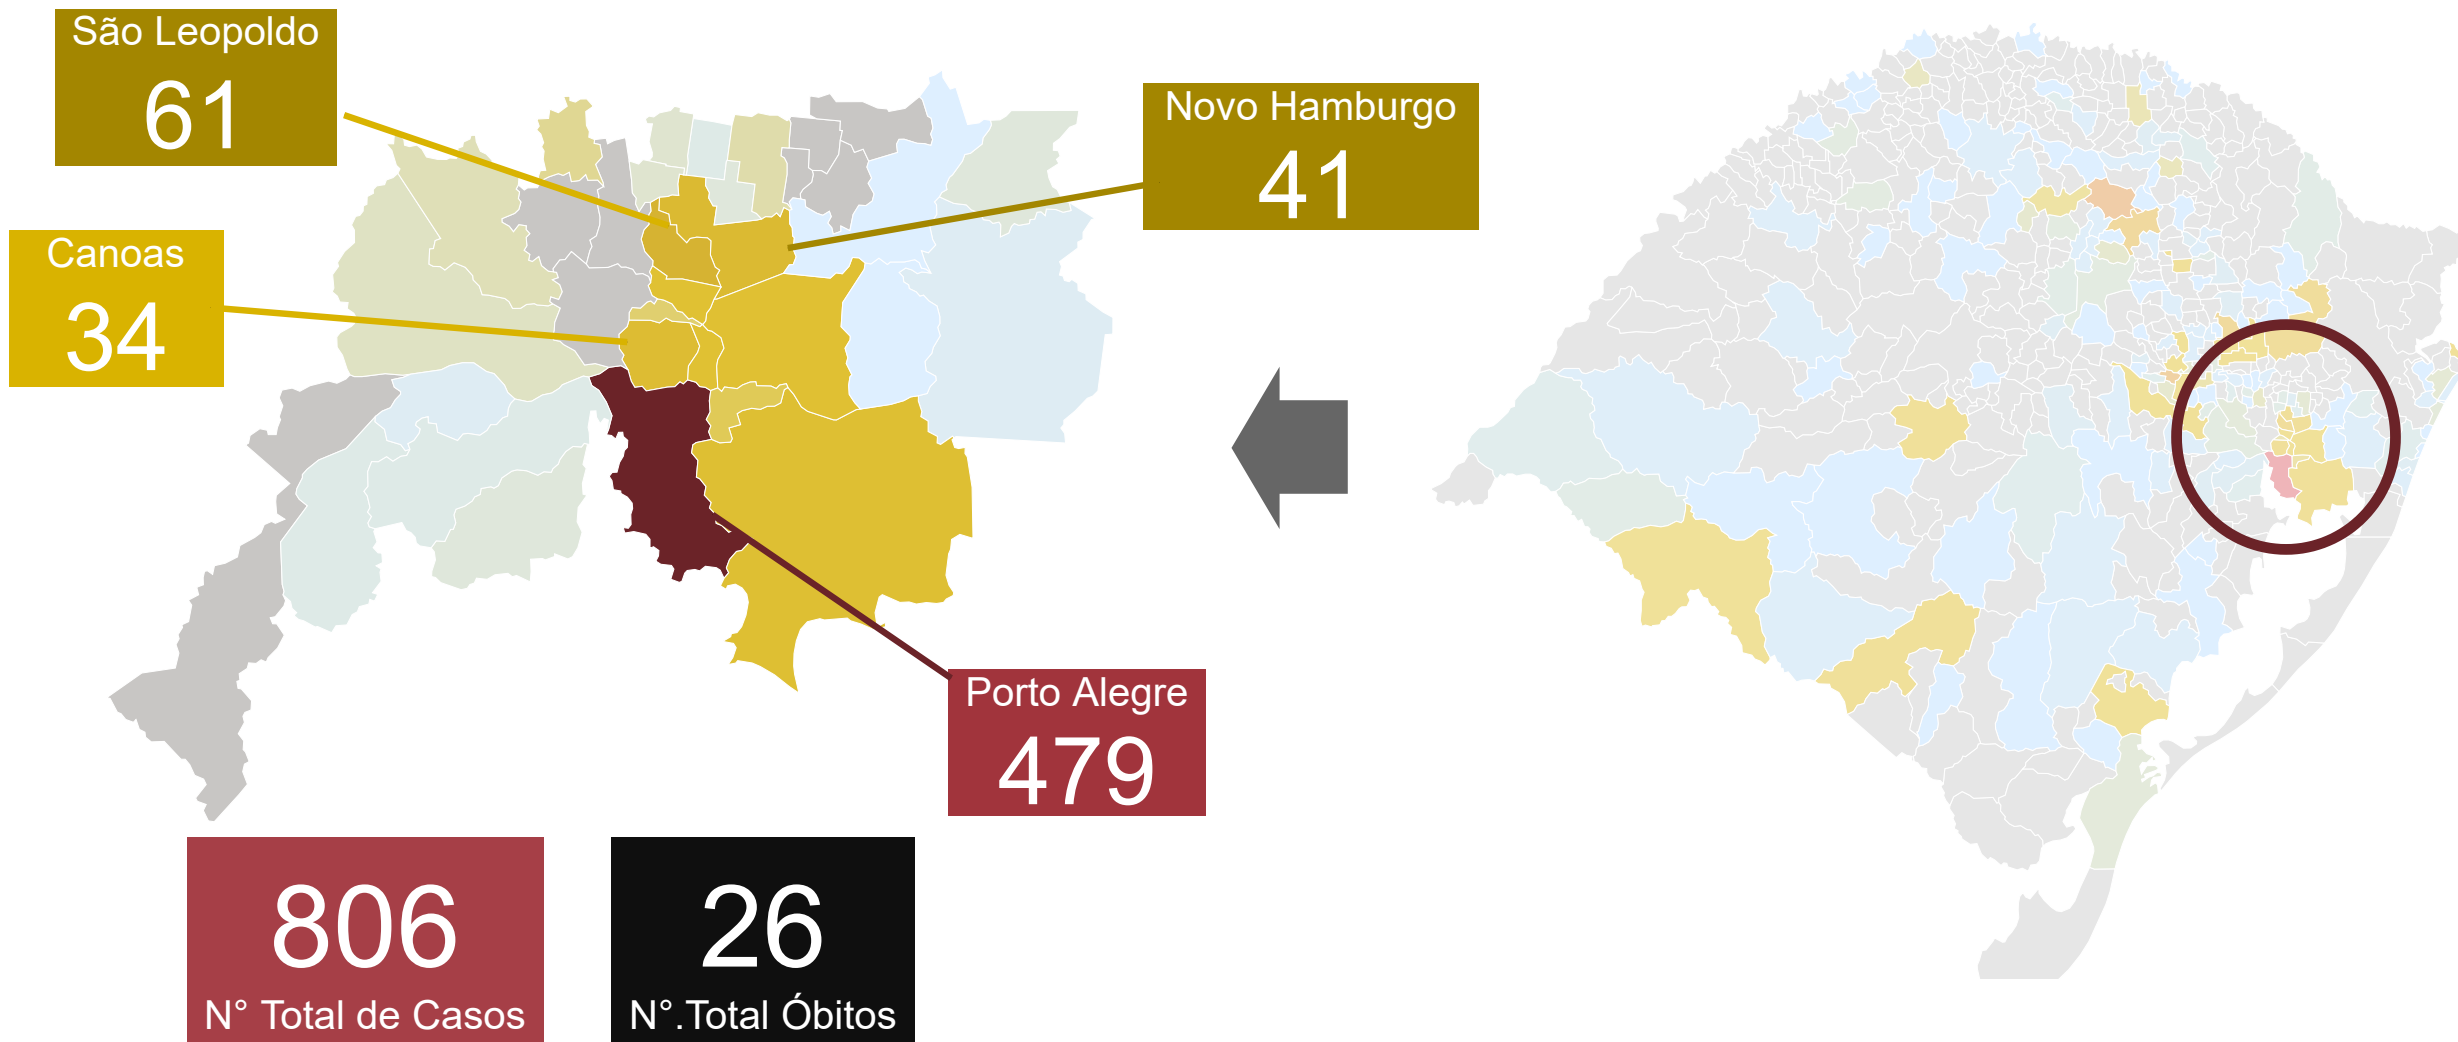 São Leopoldo
61
Novo Hamburgo
41
Canoas
34
Porto Alegre
479
806
N° Total de Casos
26
N°.Total Óbitos